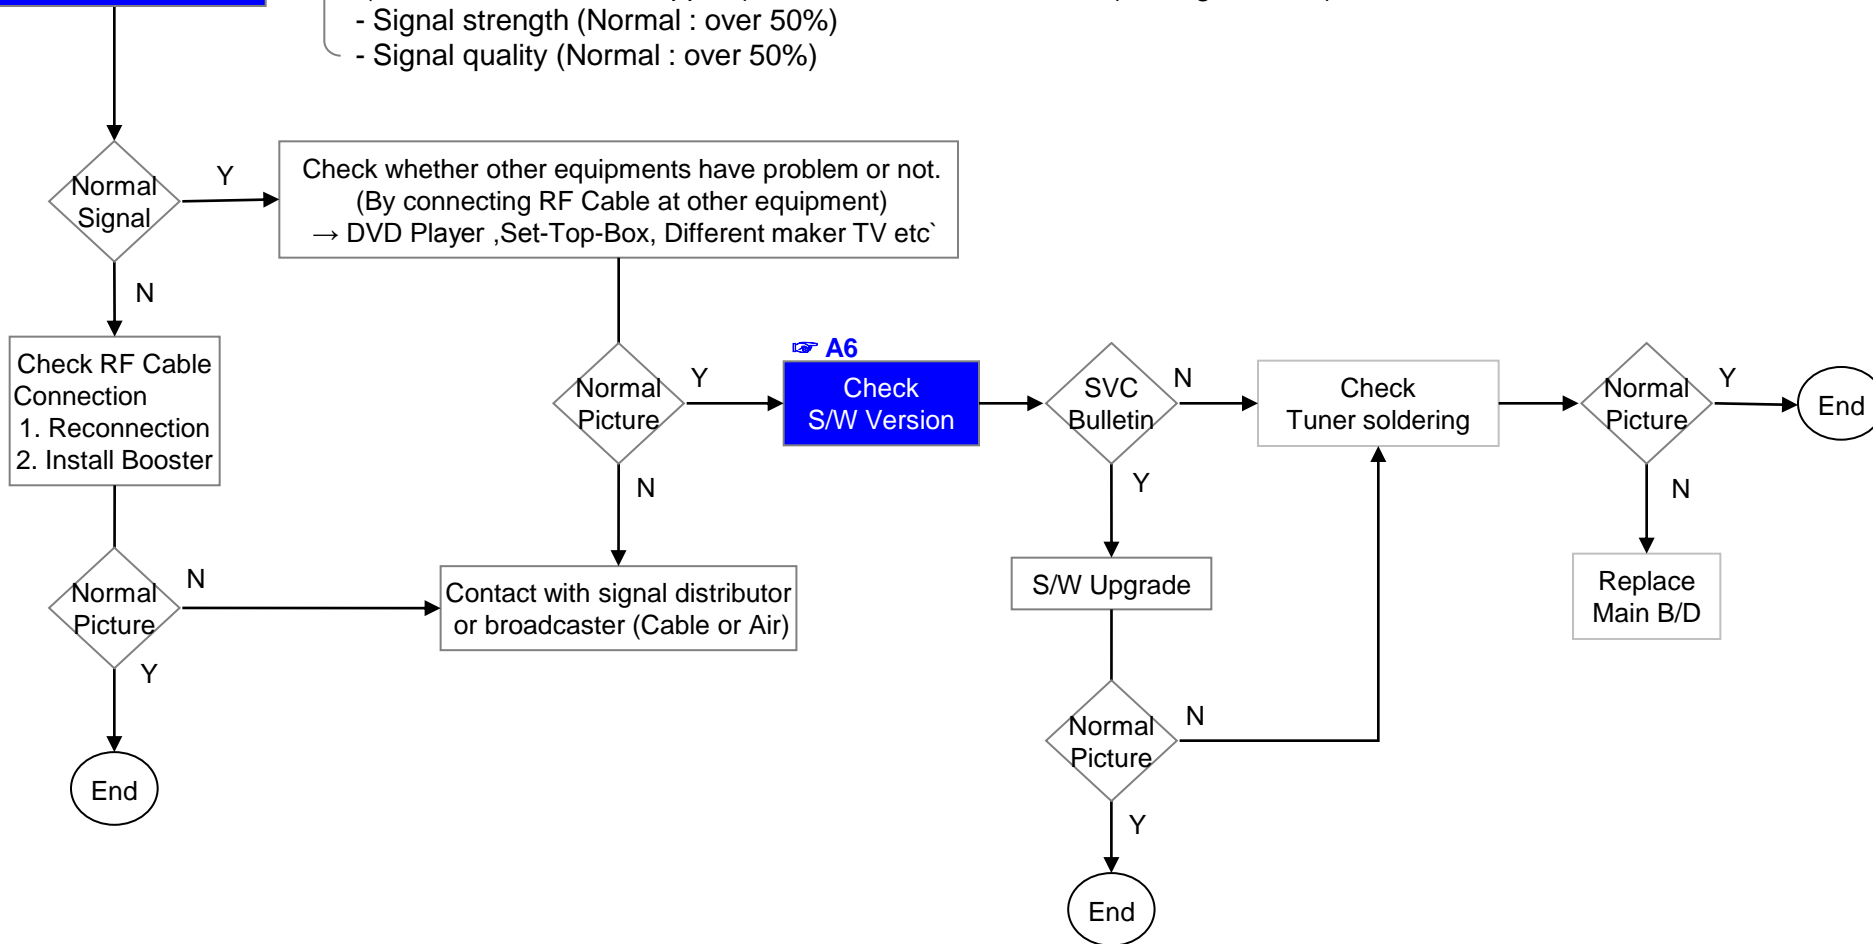 - Signal strength (Normal : over 50%)
- Signal quality (Normal : over 50%)
Normal
Signal
Y
N
Check whether other equipments have problem or not.
(By connecting RF Cable at other equipment)
→ DVD Player ,Set-Top-Box, Different maker TV etc`
Check RF Cable
Connection
1. Reconnection
2. Install Booster
Normal
Picture
N
Y
End
Normal
Picture
Y
N
Contact with signal distributor
or broadcaster (Cable or Air)
☞ A6
Check
S/W Version
SVC
Bulletin
N
Y
S/W Upgrade
Normal
Picture
N
Y
End
Check
Tuner soldering
Normal
Picture
Y
N
End
Replace
Main B/D